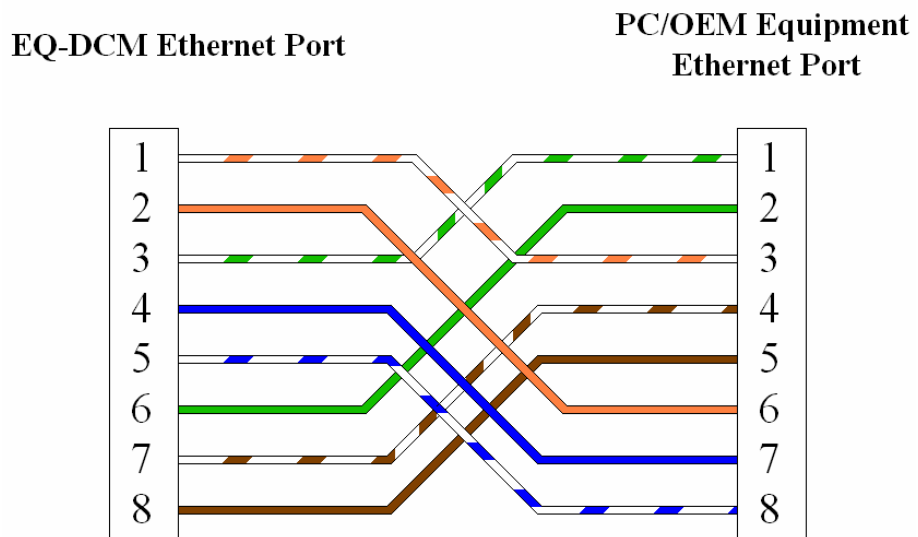 EQ-DCM Ethernet Port
PC/OEM Equipment
Ethernet Port
1 1
2 2
3 3
4 4
5 5
6 6
7 7
8 8